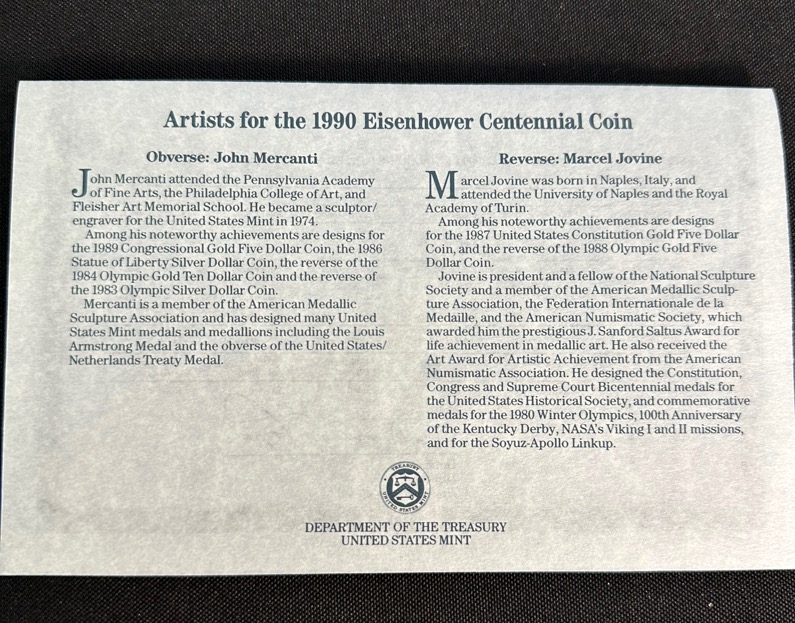 Artists for the 1990 Eisenhower Centennial Coin
Obverse: John Mercanti
John Mercanti attended the Pennsylvania Academy
of Fine Arts, the Philadelphia College of Art, and
Fleisher Art Memorial School. He became a sculptor/
engraver for the United States Mint in 1974.
Among his noteworthy achievements are designs for
the 1989 Congressional Gold Five Dollar Coin, the 1986
Statue of Liberty Silver Dollar Coin, the reverse of the
1984 Olympic Gold Ten Dollar Coin and the reverse of
the 1983 Olympic Silver Dollar Coin.
Mercanti is a member of the American Medallic
Sculpture Association and has designed many United
States Mint medals and medallions including the Louis
Armstrong Medal and the obverse of the United States/
Netherlands Treaty Medal.
Reverse: Marcel Jovine
Marcel Jovine was born in Naples, Italy, and
attended the University of Naples and the Royal
Academy of Turin.
Among his noteworthy achievements are designs
for the 1987 United States Constitution Gold Five Dollar
Coin, and the reverse of the 1988 Olympic Gold Five
Dollar Coin.
Jovine is president and a fellow of the National Sculpture
Society and a member of the American Medallic Sculp-
ture Association, the Federation Internationale de la
Medaille, and the American Numismatic Society, which
awarded him the prestigious J. Sanford Saltus Award for
life achievement in medallic art. He also received the
Art Award for Artistic Achievement from the American
Numismatic Association. He designed the Constitution,
Congress and Supreme Court Bicentennial medals for
the United States Historical Society, and commemorative
medals for the 1980 Winter Olympics, 100th Anniversary
of the Kentucky Derby, NASA's Viking I and II missions,
and for the Soyuz-Apollo Linkup.
TREASURY
UNITED STATES MINT
DEPARTMENT OF THE TREASURY
UNITED STATES MINT